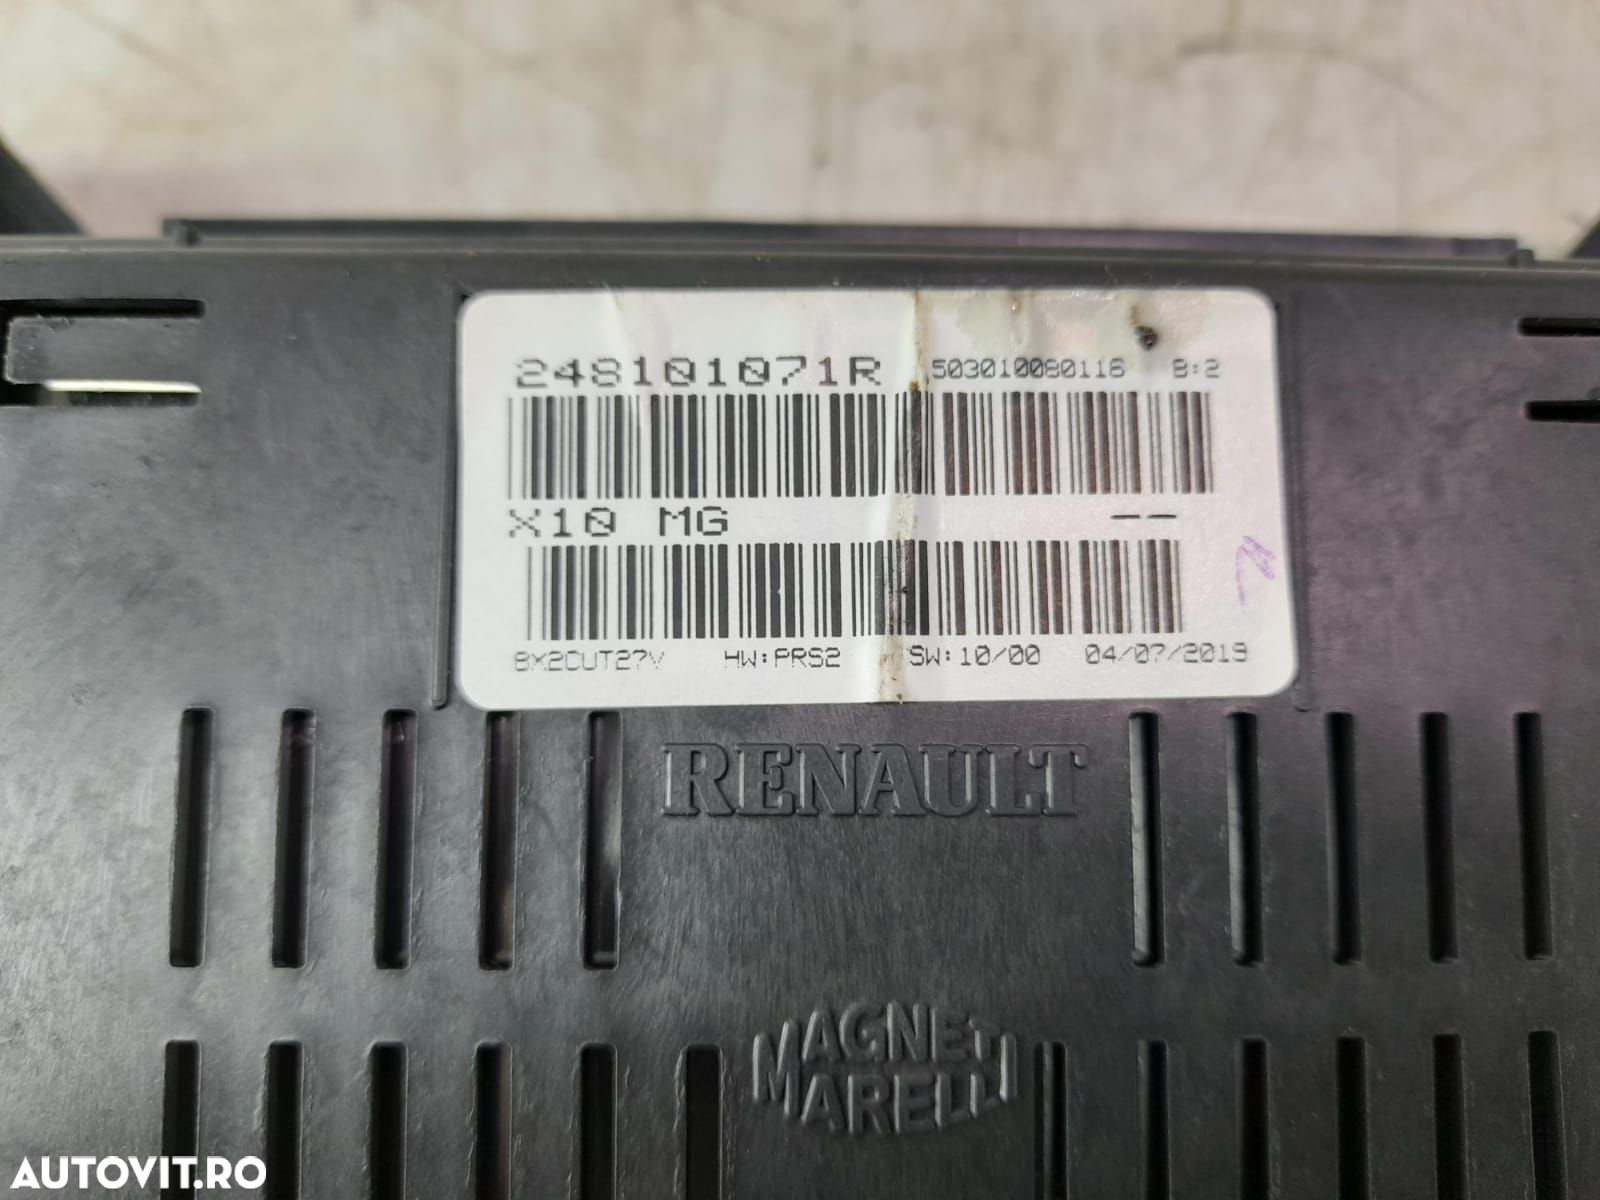 248101071R 503010080116 B:2
X10 MG --
8X2CUT27V HW:PRS2 SW:10/00 04/07/2019
RENAULT
MAGNETI
MARELLI
AUTOVIT.RO